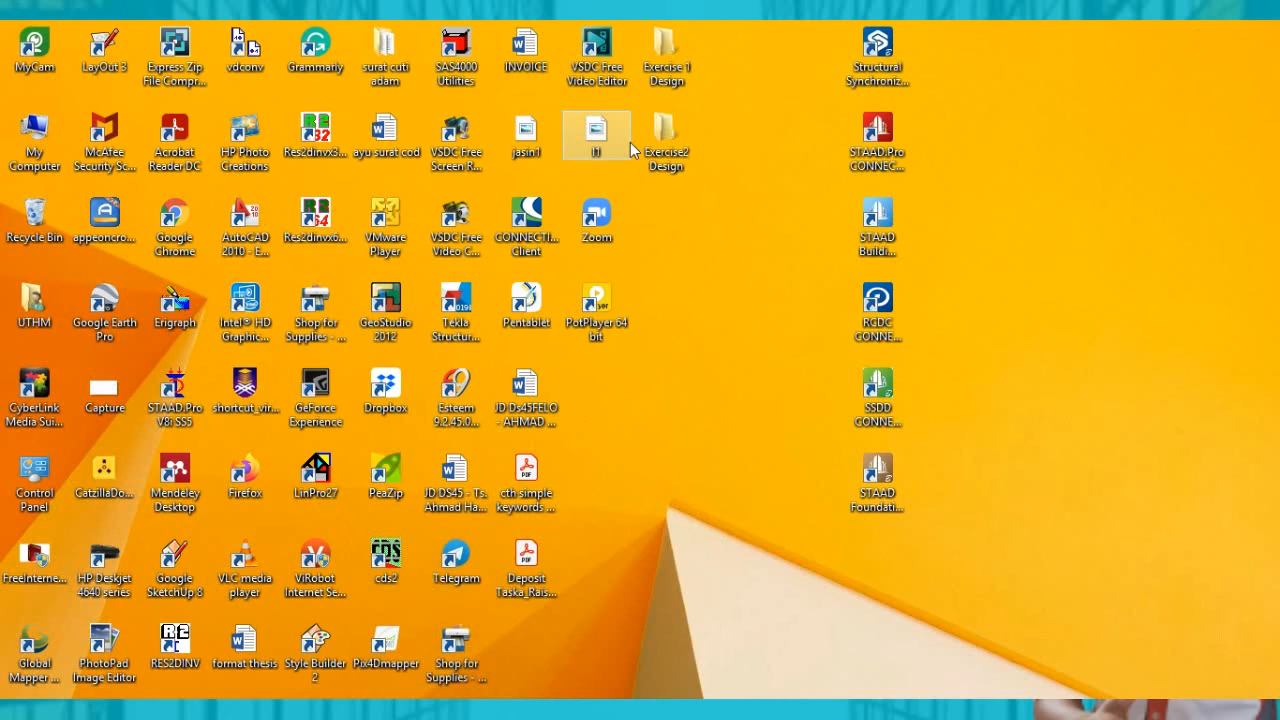 MyCam
LayOut 3
Express Zip
File Compr...
vdconv
Grammarly
surat cuti
adam
SAS4000
Utilities
INVOICE
VSDC Free
Video Editor
Exercise 1
Design
Structural
Synchroniz...
My
Computer
McAfee
Security Sc...
Acrobat
Reader DC
HP Photo
Creations
Res2dinvx3...
ayu surat cod
VSDC Free
Screen R...
jasin1
Exercise2
Design
STAAD.Pro
CONNEC...
Recycle Bin
appeoncro...
Google
Chrome
AutoCAD
2010 - E...
Res2dinvx6...
VMware
Player
VSDC Free
Video C...
CONNECTI...
Client
Zoom
STAAD
Buildi...
UTHM
Google Earth
Pro
Erigraph
Intel® HD
Graphic...
Shop for
Supplies - ...
GeoStudio
2012
Tekla
Structur...
Pentablet
PotPlayer 64
bit
RCDC
CONNE...
CyberLink
Media Sui...
Capture
STAAD.Pro
V8i SS5
shortcut_vir...
GeForce
Experience
Dropbox
Esteem
9.2.45.0...
JD Ds45FELO
- AHMAD ...
SSDD
CONNE...
Control
Panel
CatzillaDo...
Mendeley
Desktop
Firefox
LinPro27
PeaZip
JD DS45 - Ts.
Ahmad Ha...
cth simple
keywords ...
STAAD
Foundati...
FreeInterne...
HP Deskjet
4640 series
Google
SketchUp 8
VLC media
player
ViRobot
Internet Se...
cds2
Telegram
Deposit
Taska_Rais...
Global
Mapper ...
PhotoPad
Image Editor
RES2DINV
format thesis
Style Builder
2
Pix4Dmapper
Shop for
Supplies - ...